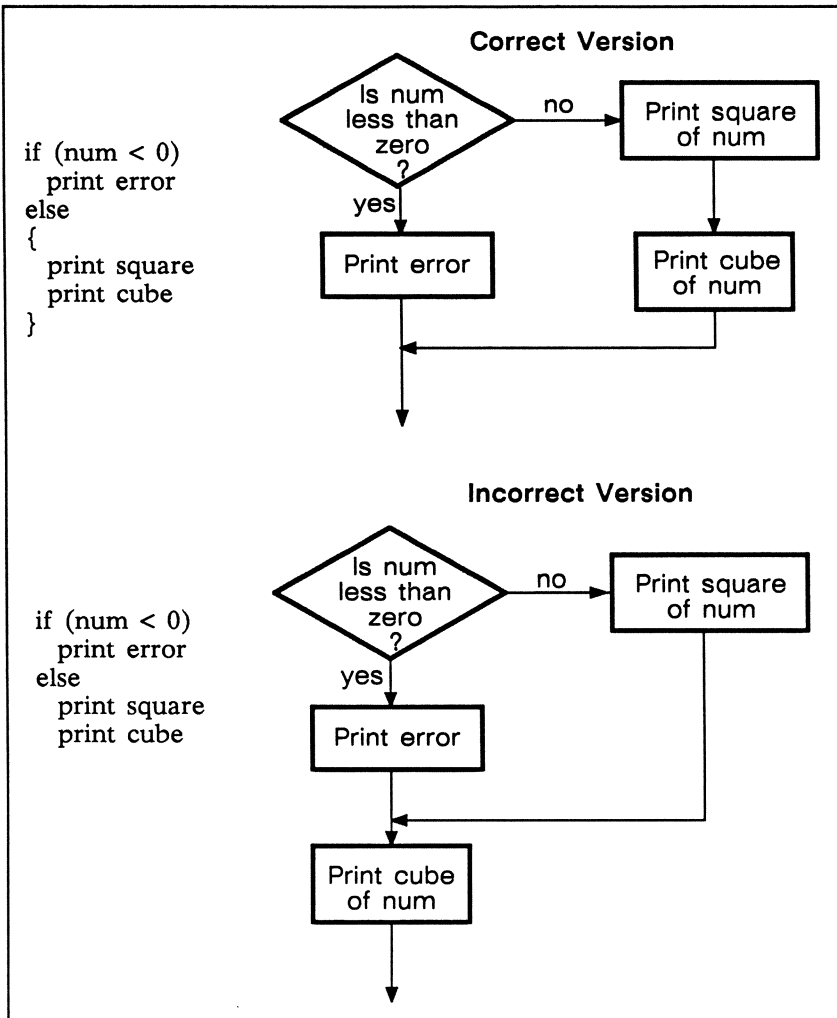 Correct Version
if (num < 0)
print error
else
{
print square
print cube
}
Is num
less than
zero
?
no
yes
Print square
of num
Print error
Print cube
of num
Incorrect Version
if (num < 0)
print error
else
print square
print cube
Is num
less than
zero
?
no
yes
Print square
of num
Print error
Print cube
of num